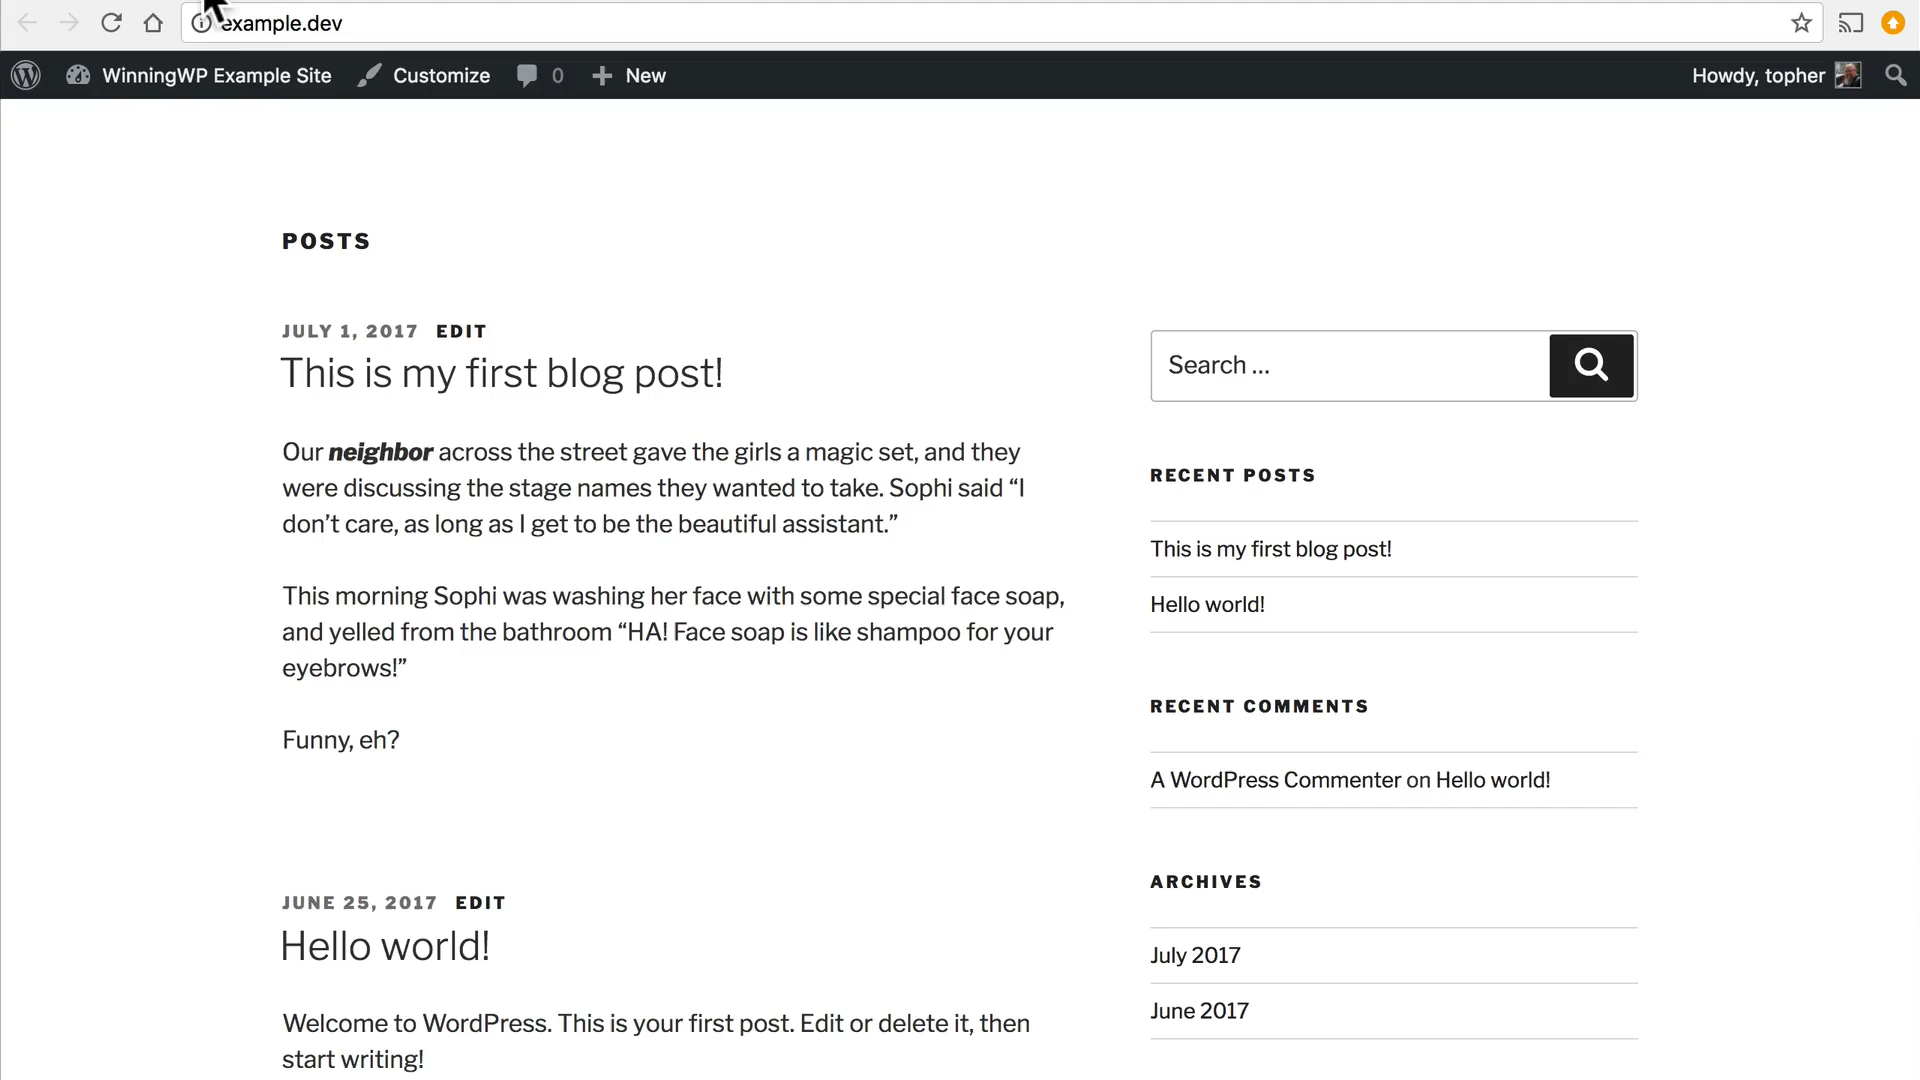 example.dev
WinningWP Example Site Customize 0 New Howdy, topher
POSTS
JULY 1, 2017 EDIT
This is my first blog post!
Our neighbor across the street gave the girls a magic set, and they
were discussing the stage names they wanted to take. Sophi said “I
don’t care, as long as I get to be the beautiful assistant.”
This morning Sophi was washing her face with some special face soap,
and yelled from the bathroom “HA! Face soap is like shampoo for your
eyebrows!”
Funny, eh?
JUNE 25, 2017 EDIT
Hello world!
Welcome to WordPress. This is your first post. Edit or delete it, then
start writing!
Search ...
RECENT POSTS
This is my first blog post!
Hello world!
RECENT COMMENTS
A WordPress Commenter on Hello world!
ARCHIVES
July 2017
June 2017